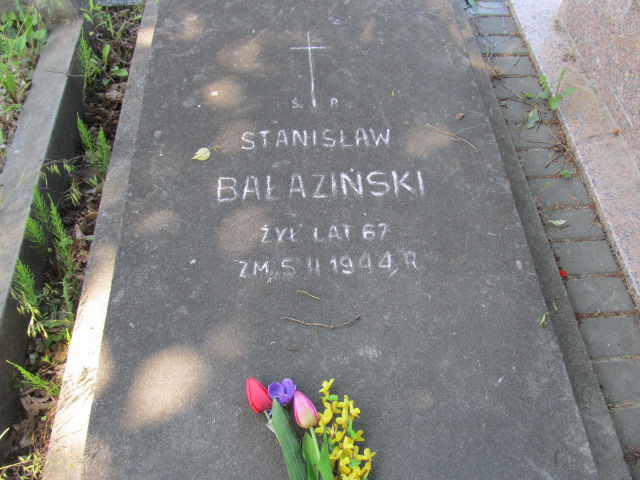 Ś R
STANISŁAW
BAŁAZIŃSKI
ŻYŁ LAT 67
ZM. 5 II 1944 R